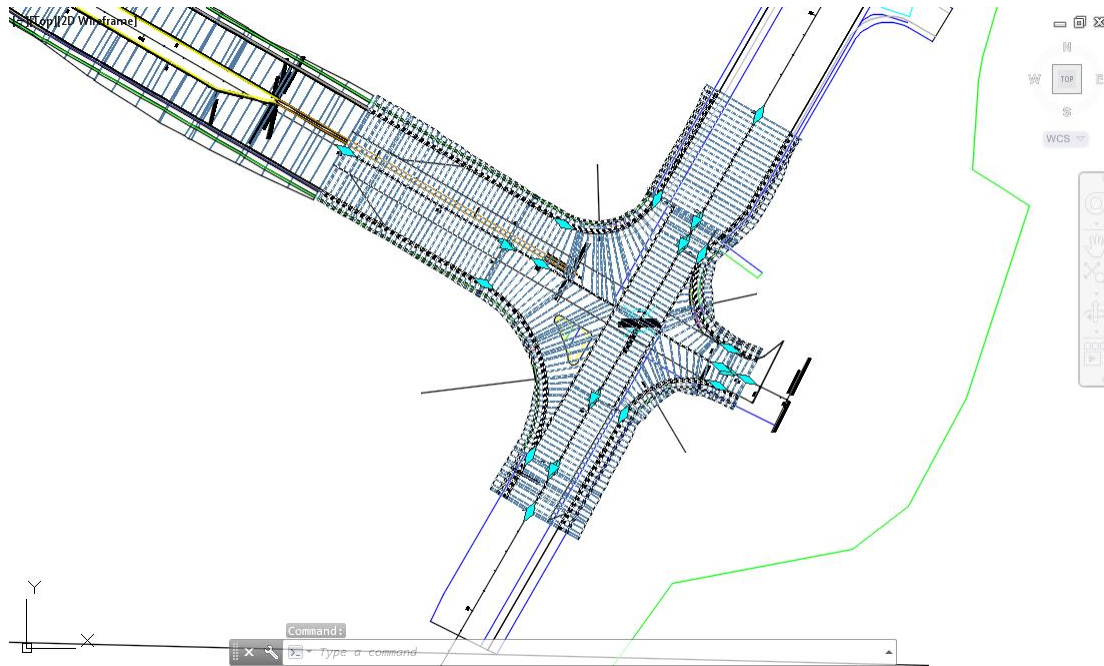 [−][Top][2D Wireframe]
N
W
TOP
E
S
WCS
Y
X
Command:
Type a command